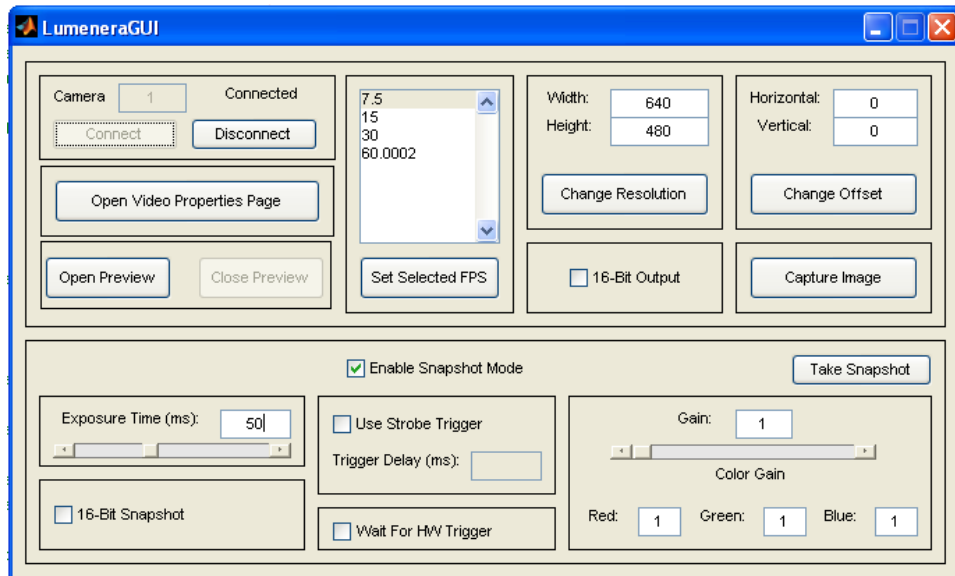 LumeneraGUI
Camera 1 Connected
Connect Disconnect
Open Video Properties Page
Open Preview Close Preview
7.5
15
30
60.0002
Set Selected FPS
Width: 640
Height: 480
Change Resolution
16-Bit Output
Horizontal: 0
Vertical: 0
Change Offset
Capture Image
Enable Snapshot Mode
Take Snapshot
Exposure Time (ms): 50
16-Bit Snapshot
Use Strobe Trigger
Trigger Delay (ms):
Wait For HW Trigger
Gain: 1
Color Gain
Red: 1 Green: 1 Blue: 1